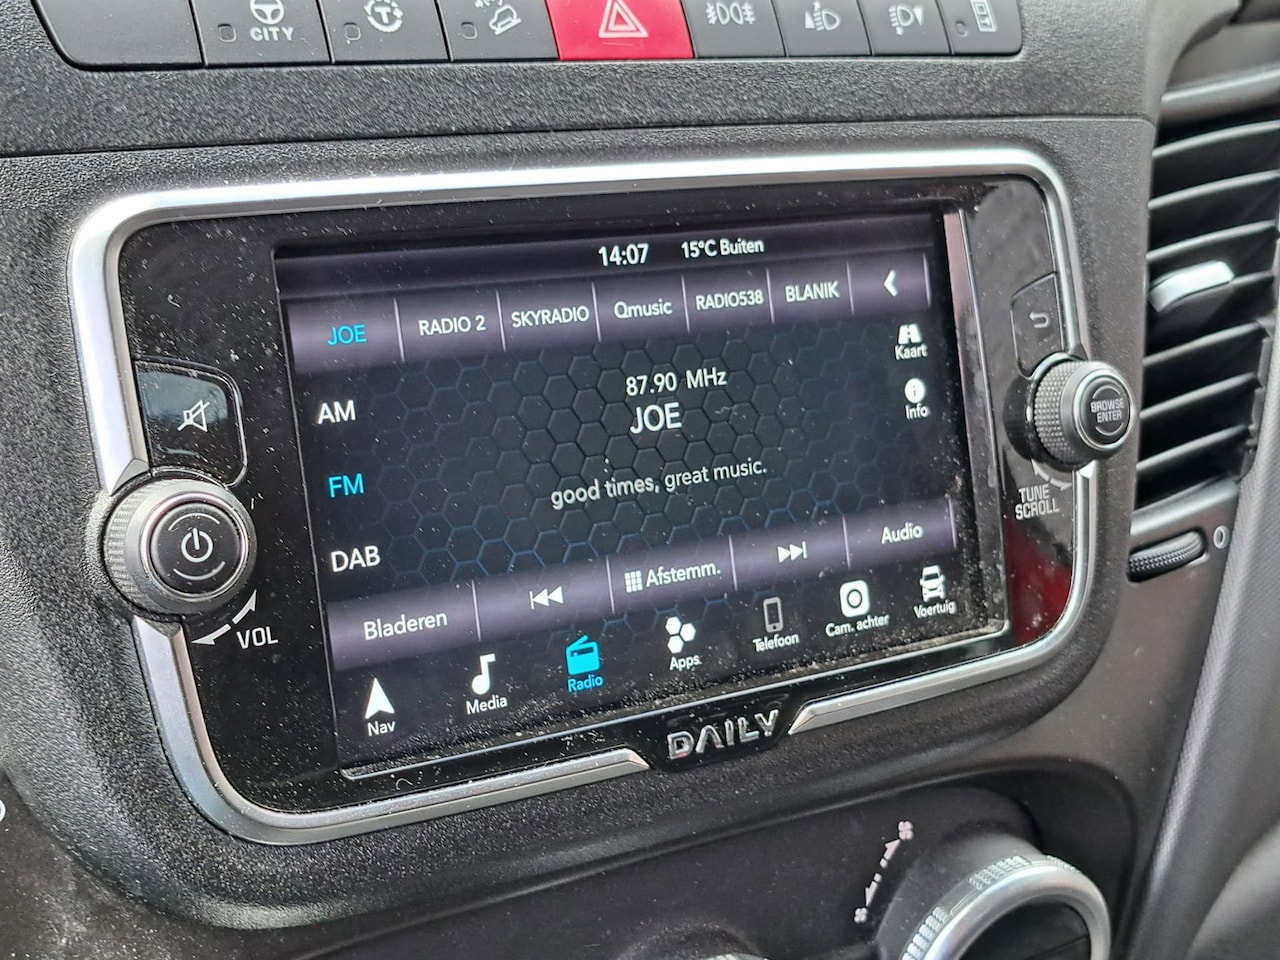 CITY
14:07 15°C Buiten
JOE RADIO 2 SKYRADIO Qmusic RADIO538 BLANIK
Kaart
87.90 MHz
AM
JOE
Info
BROWSE
ENTER
FM
good times, great music.
TUNE
SCROLL
DAB
Bladeren Afstemm. Audio
VOL
Nav Media Radio Apps Telefoon Cam. achter Voertuig
DAILY
0